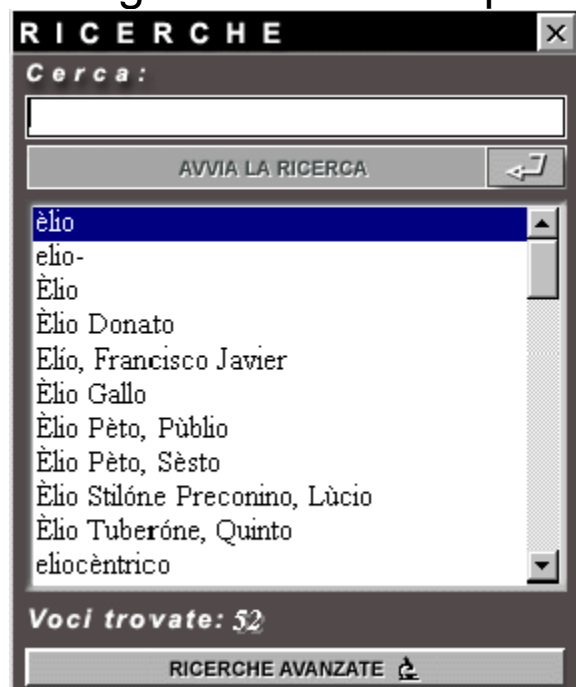 RICERCHE
Cerca:
AVVIA LA RICERCA
èlio
elio-
Èlio
Èlio Donato
Elío, Francisco Javier
Èlio Gallo
Èlio Pèto, Pùblio
Èlio Pèto, Sèsto
Èlio Stilóne Preconino, Lùcio
Èlio Tuberóne, Quinto
eliocèntrico
Voci trovate: 52
RICERCHE AVANZATE